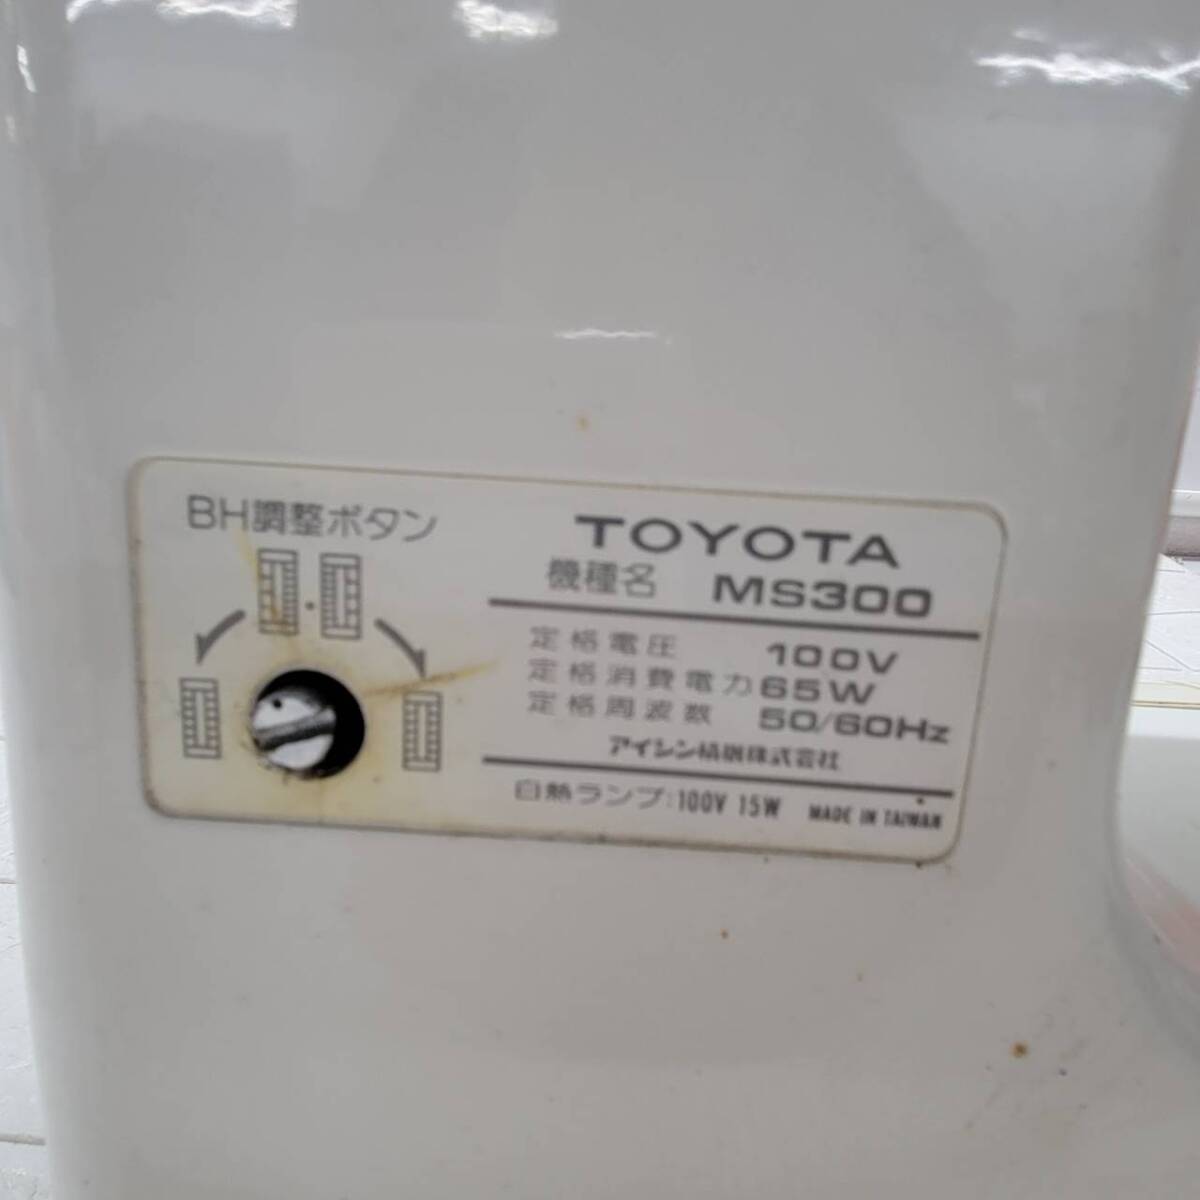 BH調整ボタン
TOYOTA
機種名 MS300
定格電圧 100V
定格消費電力 65W
定格周波数 50/60Hz
アイシン精機株式会社
白熱ランプ:100V 15W MADE IN TAIWAN